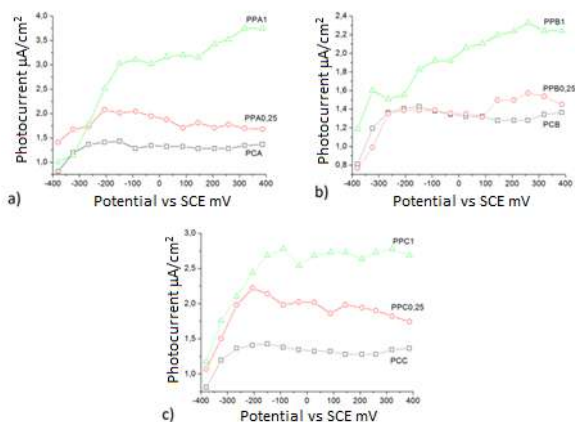 PPA1
4,0
3,5
3,0
2,5
2,0
1,5
1,0
PPA0,25
PCA
Photocurrent µA/cm²
-400 -300 -200 -100 0 100 200 300 400
a) Potential vs SCE mV
PPB1
2,4
2,2
2,0
1,8
1,6
1,4
1,2
1,0
0,8
PPB0,25
PCB
Photocurrent µA/cm²
-400 -300 -200 -100 0 100 200 300 400
b) Potential vs SCE mV
3,0
2,5
2,0
1,5
1,0
PPC1
PPC0,25
PCC
Photocurrent µA/cm²
-400 -300 -200 -100 0 100 200 300 400
c) Potential vs SCE mV